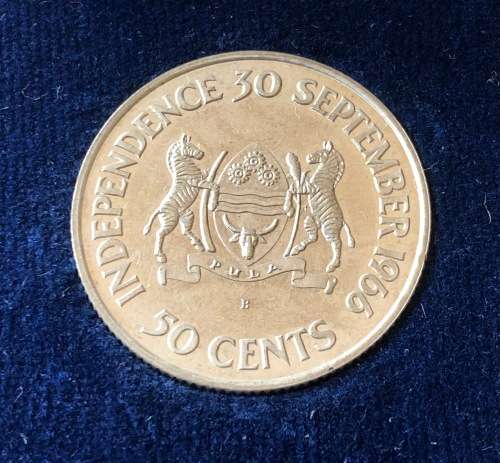 INDEPENDENCE 30 SEPTEMBER 1966
PULA
B
50 CENTS